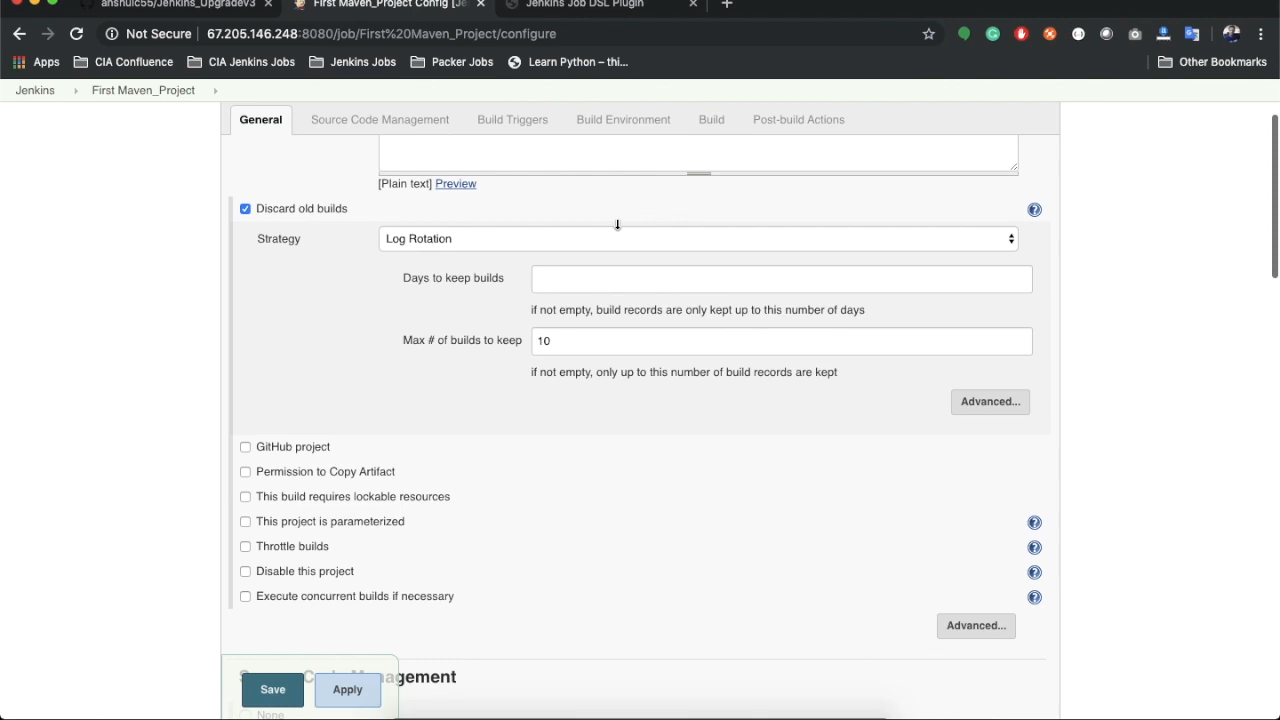 anshulc55/Jenkins_Upgradev3
First Maven_Project Config [Je
Jenkins Job DSL Plugin
Not Secure
67.205.146.248:8080/job/First%20Maven_Project/configure
Apps
CIA Confluence
CIA Jenkins Jobs
Jenkins Jobs
Packer Jobs
Learn Python – thi...
Other Bookmarks
Jenkins
First Maven_Project
General
Source Code Management
Build Triggers
Build Environment
Build
Post-build Actions
[Plain text] Preview
Discard old builds
Strategy
Log Rotation
Days to keep builds
if not empty, build records are only kept up to this number of days
Max # of builds to keep
10
if not empty, only up to this number of build records are kept
Advanced...
GitHub project
Permission to Copy Artifact
This build requires lockable resources
This project is parameterized
Throttle builds
Disable this project
Execute concurrent builds if necessary
Advanced...
Source Code Management
Save
Apply
None